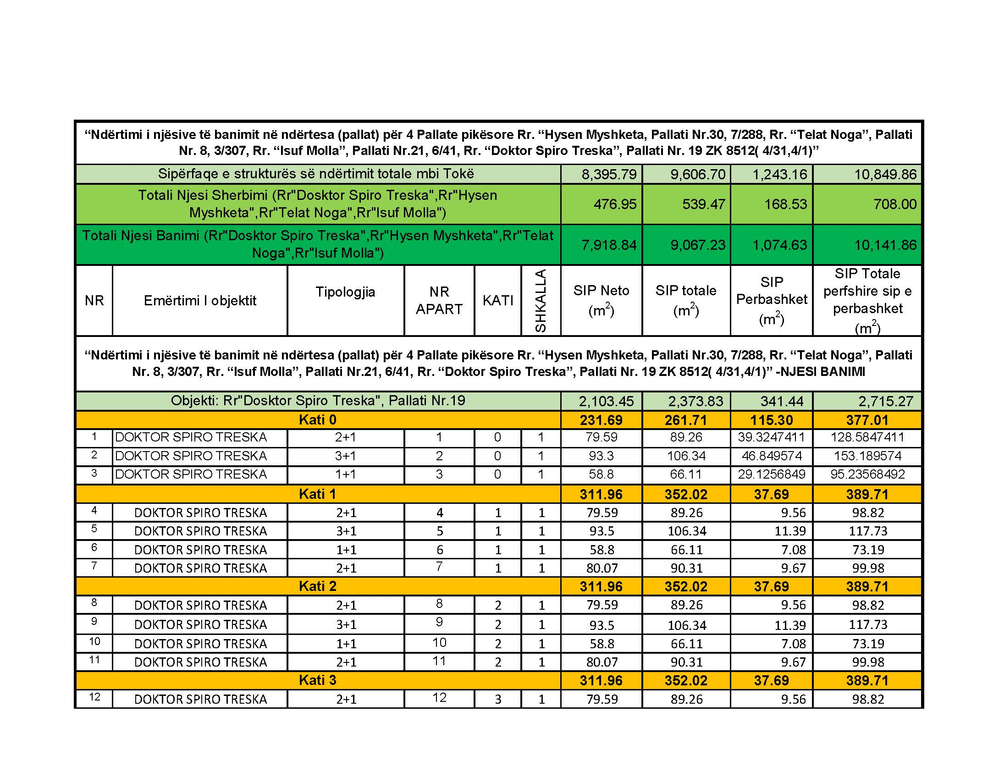 “Ndërtimi i njësive të banimit në ndërtesa (pallat) për 4 Pallate pikësore Rr. “Hysen Myshketa, Pallati Nr.30, 7/288, Rr. “Telat Noga”, Pallati
Nr. 8, 3/307, Rr. “Isuf Molla”, Pallati Nr.21, 6/41, Rr. “Doktor Spiro Treska”, Pallati Nr. 19 ZK 8512( 4/31,4/1)”
Sipërfaqe e strukturës së ndërtimit totale mbi Tokë 8,395.79 9,606.70 1,243.16 10,849.86
Totali Njesi Sherbimi (Rr"Dosktor Spiro Treska",Rr"Hysen
Myshketa",Rr"Telat Noga",Rr"Isuf Molla") 476.95 539.47 168.53 708.00
Totali Njesi Banimi (Rr"Dosktor Spiro Treska",Rr"Hysen Myshketa",Rr"Telat
Noga",Rr"Isuf Molla") 7,918.84 9,067.23 1,074.63 10,141.86
NR
Emërtimi I objektit
Tipologjia
NR
APART
KATI
SHKALLA
SIP Neto
(m2)
SIP totale
(m2)
SIP
Perbashket
(m2)
SIP Totale
perfshire sip e
perbashket
(m2)
“Ndërtimi i njësive të banimit në ndërtesa (pallat) për 4 Pallate pikësore Rr. “Hysen Myshketa, Pallati Nr.30, 7/288, Rr. “Telat Noga”, Pallati
Nr. 8, 3/307, Rr. “Isuf Molla”, Pallati Nr.21, 6/41, Rr. “Doktor Spiro Treska”, Pallati Nr. 19 ZK 8512( 4/31,4/1)” -NJESI BANIMI
Objekti: Rr"Dosktor Spiro Treska", Pallati Nr.19 2,103.45 2,373.83 341.44 2,715.27
Kati 0 231.69 261.71 115.30 377.01
1 DOKTOR SPIRO TRESKA 2+1 1 0 1 79.59 89.26 39.3247411 128.5847411
2 DOKTOR SPIRO TRESKA 3+1 2 0 1 93.3 106.34 46.849574 153.189574
3 DOKTOR SPIRO TRESKA 1+1 3 0 1 58.8 66.11 29.1256849 95.23568492
Kati 1 311.96 352.02 37.69 389.71
4 DOKTOR SPIRO TRESKA 2+1 4 1 1 79.59 89.26 9.56 98.82
5 DOKTOR SPIRO TRESKA 3+1 5 1 1 93.5 106.34 11.39 117.73
6 DOKTOR SPIRO TRESKA 1+1 6 1 1 58.8 66.11 7.08 73.19
7 DOKTOR SPIRO TRESKA 2+1 7 1 1 80.07 90.31 9.67 99.98
Kati 2 311.96 352.02 37.69 389.71
8 DOKTOR SPIRO TRESKA 2+1 8 2 1 79.59 89.26 9.56 98.82
9 DOKTOR SPIRO TRESKA 3+1 9 2 1 93.5 106.34 11.39 117.73
10 DOKTOR SPIRO TRESKA 1+1 10 2 1 58.8 66.11 7.08 73.19
11 DOKTOR SPIRO TRESKA 2+1 11 2 1 80.07 90.31 9.67 99.98
Kati 3 311.96 352.02 37.69 389.71
12 DOKTOR SPIRO TRESKA 2+1 12 3 1 79.59 89.26 9.56 98.82